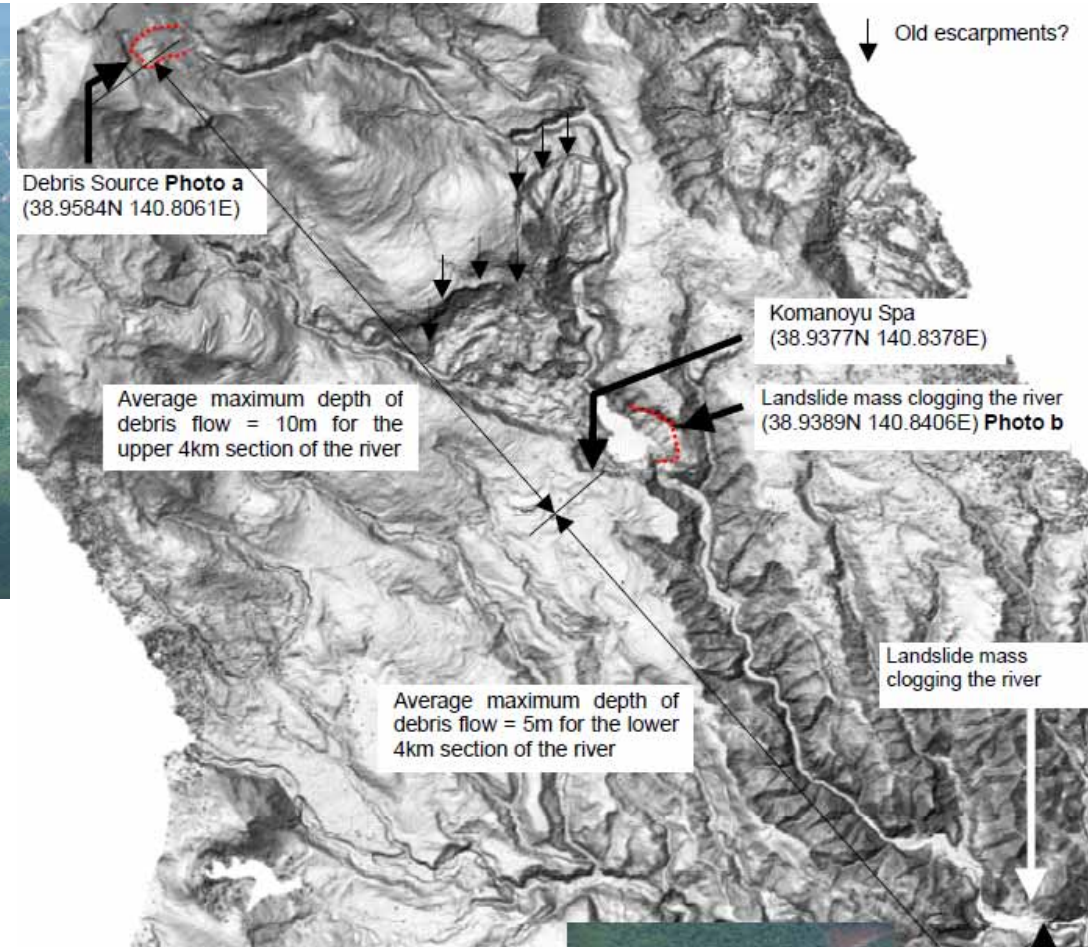 Old escarpments?
Debris Source Photo a
(38.9584N 140.8061E)
Komanoyu Spa
(38.9377N 140.8378E)
Landslide mass clogging the river
(38.9389N 140.8406E) Photo b
Average maximum depth of
debris flow = 10m for the
upper 4km section of the river
Landslide mass
clogging the river
Average maximum depth of
debris flow = 5m for the lower
4km section of the river